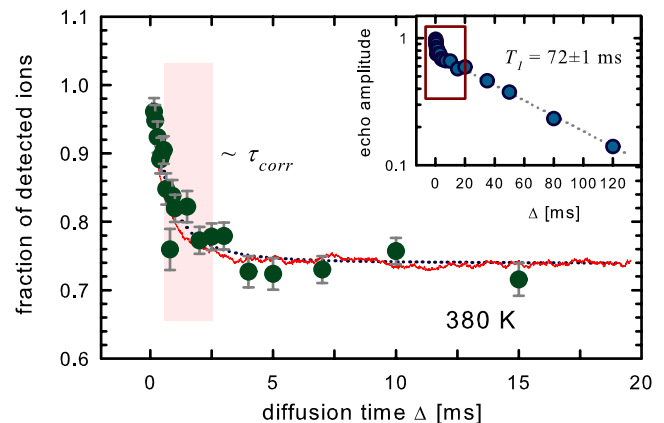 1.1
1.0
0.9
0.8
0.7
0.6
fraction of detected ions
~ τcorr
380 K
0 5 10 15 20
diffusion time Δ [ms]
1
0.1
echo amplitude
T1 = 72±1 ms
0 20 40 60 80 100 120
Δ [ms]